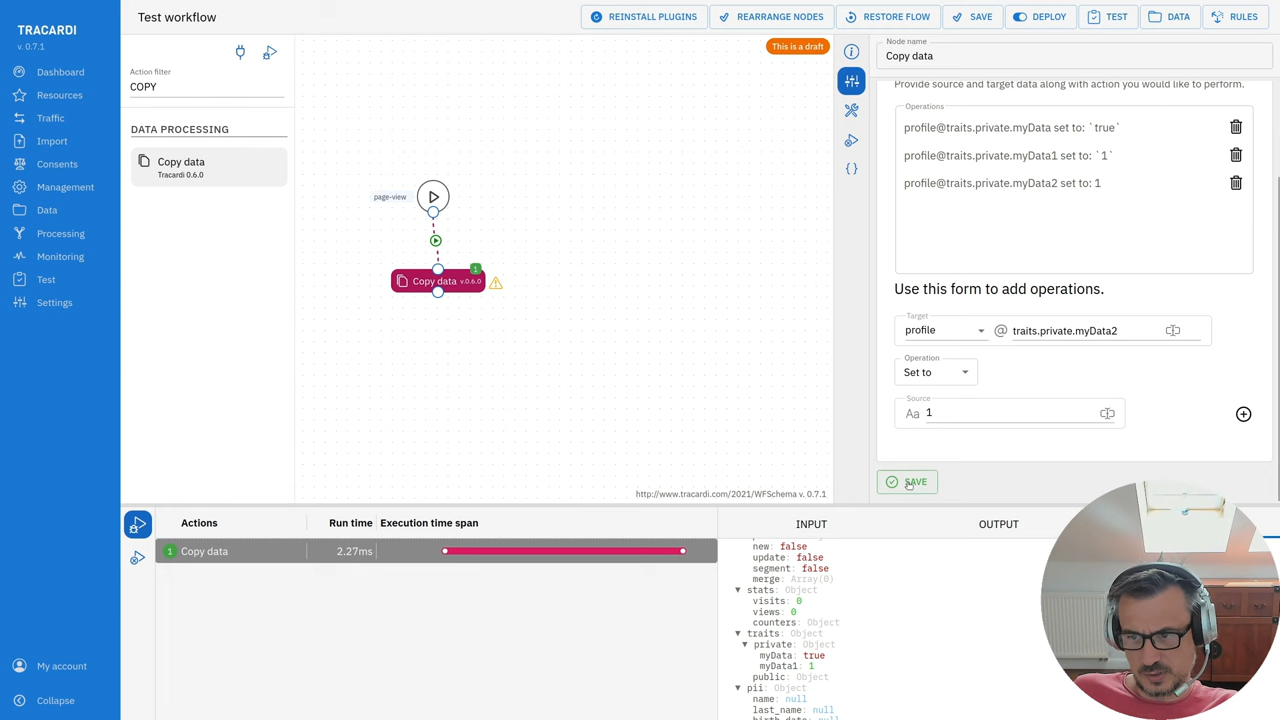 TRACARDI
v. 0.7.1
Dashboard
Resources
Traffic
Import
Consents
Management
Data
Processing
Monitoring
Test
Settings
My account
Collapse
Test workflow
REINSTALL PLUGINS
REARRANGE NODES
RESTORE FLOW
SAVE
DEPLOY
TEST
DATA
RULES
Action filter
COPY
DATA PROCESSING
Copy data
Tracardi 0.6.0
This is a draft
page-view
1
Copy data v.0.6.0
http://www.tracardi.com/2021/WFSchema v. 0.7.1
Node name
Copy data
Provide source and target data along with action you would like to perform.
Operations
profile@traits.private.myData set to: `true`
profile@traits.private.myData1 set to: `1`
profile@traits.private.myData2 set to: 1
Use this form to add operations.
Target
profile @ traits.private.myData2
Operation
Set to
Source
Aa 1
SAVE
Actions Run time Execution time span
1 Copy data 2.27ms
INPUT OUTPUT
new: false
update: false
segment: false
merge: Array(0)
▼ stats: Object
visits: 0
views: 0
counters: Object
▼ traits: Object
▼ private: Object
myData: true
myData1: 1
public: Object
▼ pii: Object
name: null
last_name: null
birth_date: null